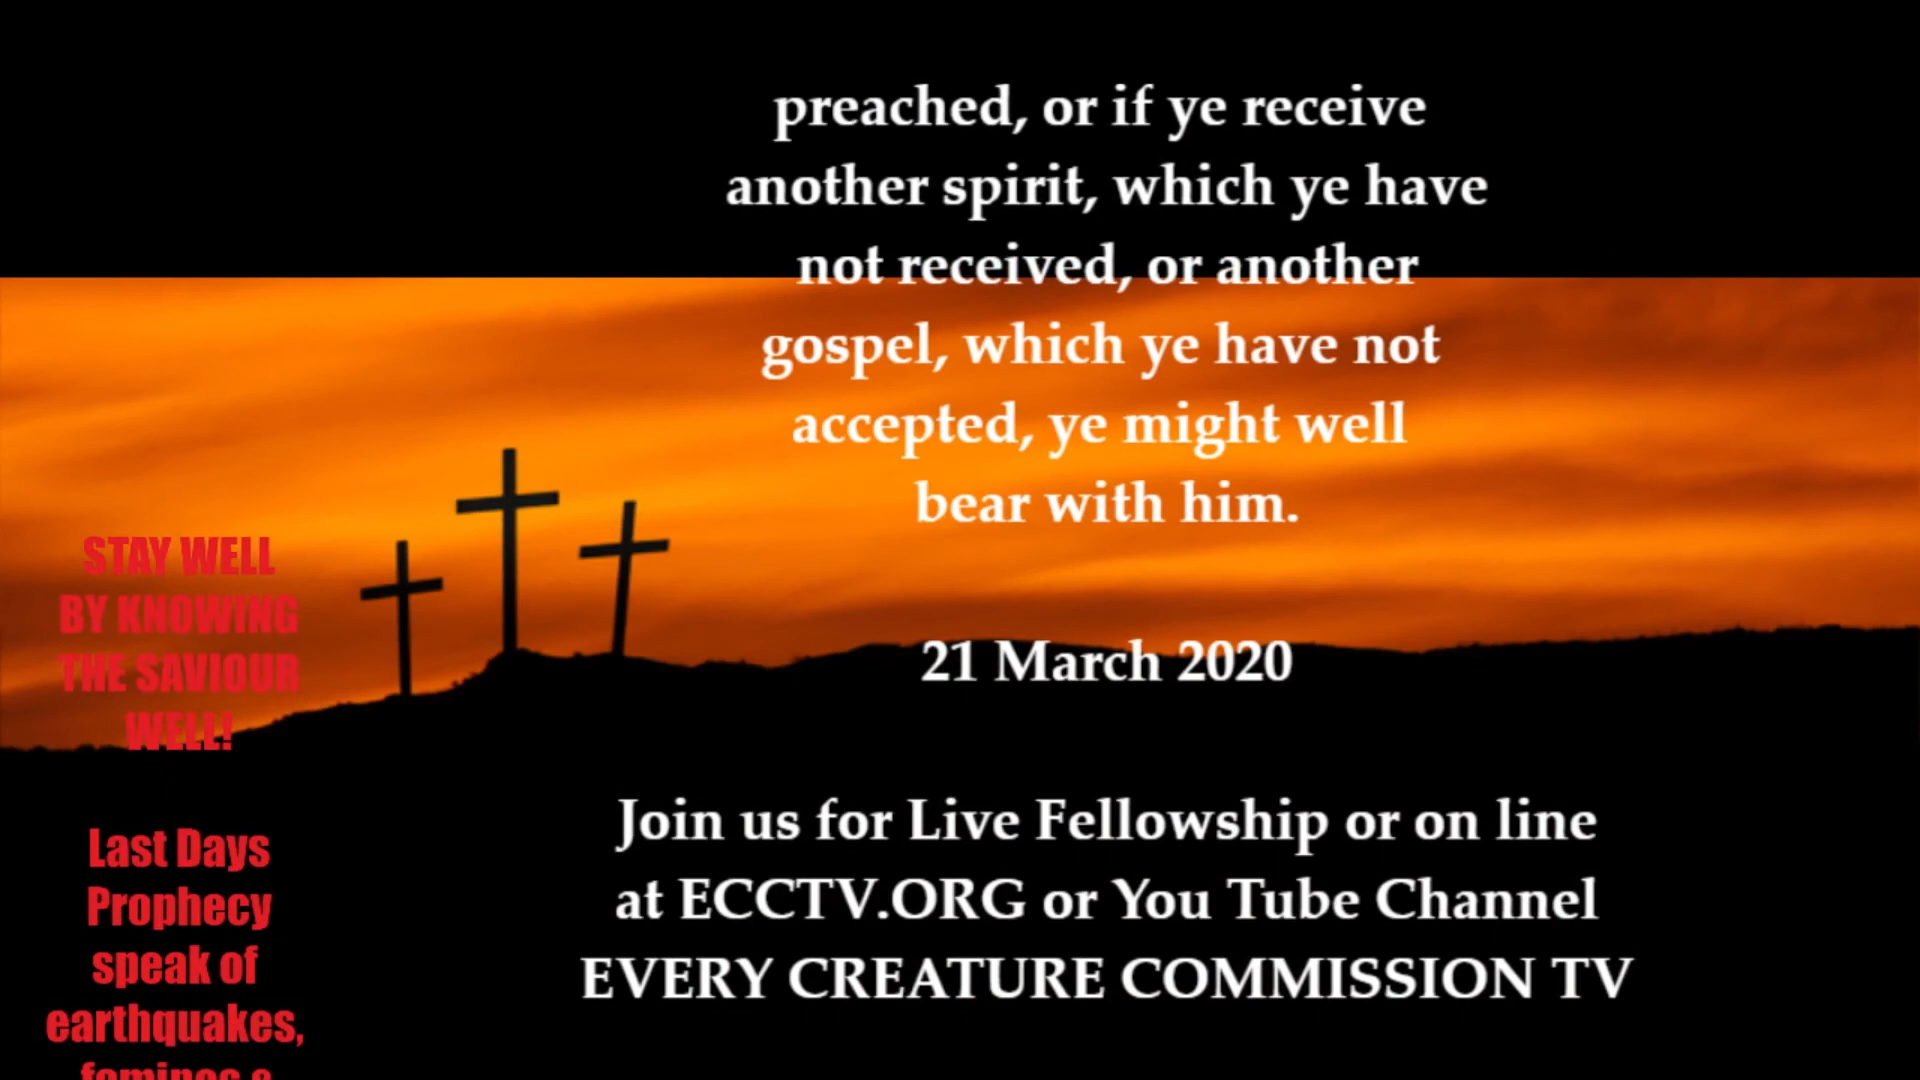 preached, or if ye receive
another spirit, which ye have
not received, or another
gospel, which ye have not
accepted, ye might well
bear with him.
21 March 2020
Join us for Live Fellowship or on line
at ECCTV.ORG or You Tube Channel
EVERY CREATURE COMMISSION TV
STAY WELL
BY KNOWING
THE SAVIOUR
WELL!
Last Days
Prophecy
speak of
earthquakes,